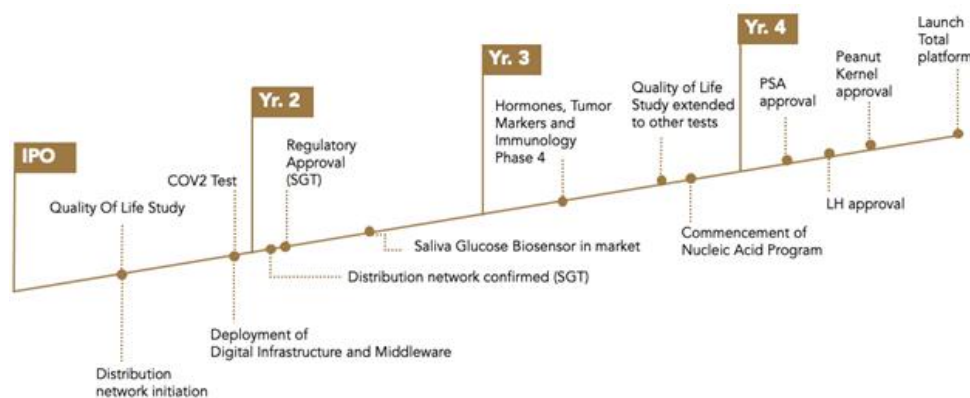 IPO
Quality Of Life Study
Distribution
network initiation
COV2 Test
Deployment of
Digital Infrastructure and Middleware
Yr. 2
Distribution network confirmed (SGT)
Regulatory
Approval
(SGT)
Saliva Glucose Biosensor in market
Yr. 3
Hormones, Tumor
Markers and
Immunology
Phase 4
Quality of Life
Study extended
to other tests
Commencement of
Nucleic Acid Program
Yr. 4
PSA
approval
LH approval
Peanut
Kernel
approval
Launch
Total
platform